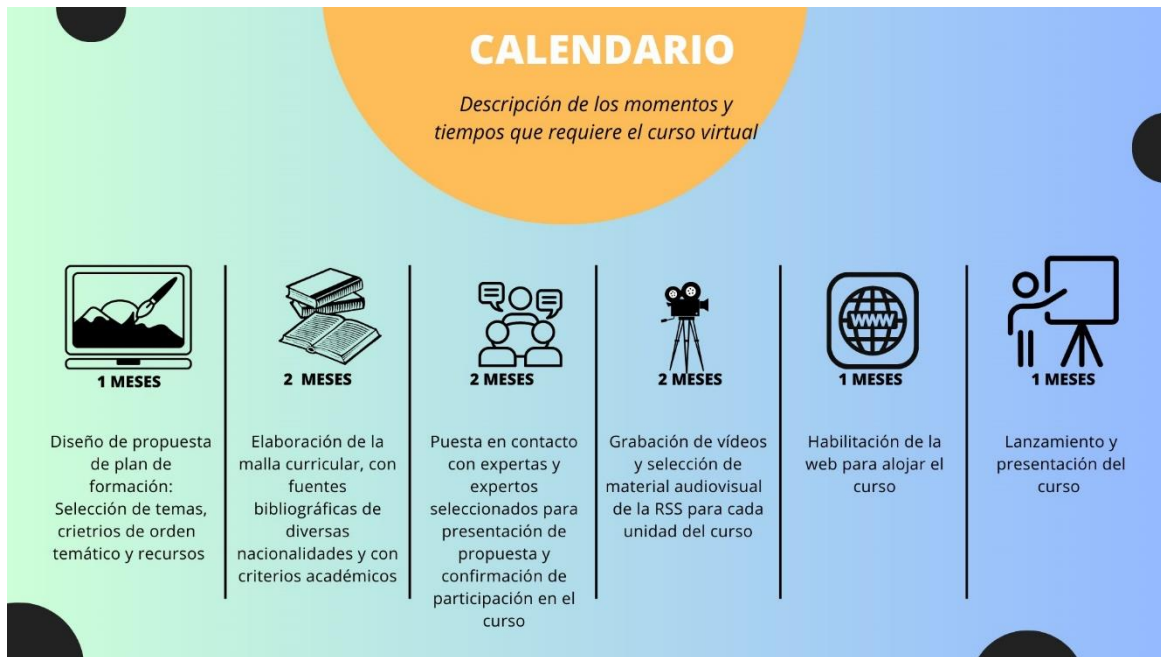 CALENDARIO
Descripción de los momentos y
tiempos que requiere el curso virtual
1 MESES
Diseño de propuesta
de plan de
formación:
Selección de temas,
crietrios de orden
temático y recursos
2 MESES
Elaboración de la
malla curricular, con
fuentes
bibliográficas de
diversas
nacionalidades y con
criterios académicos
2 MESES
Puesta en contacto
con expertas y
expertos
seleccionados para
presentación de
propuesta y
confirmación de
participación en el
curso
2 MESES
Grabación de vídeos
y selección de
material audiovisual
de la RSS para cada
unidad del curso
WWW
1 MESES
Habilitación de la
web para alojar el
curso
1 MESES
Lanzamiento y
presentación del
curso